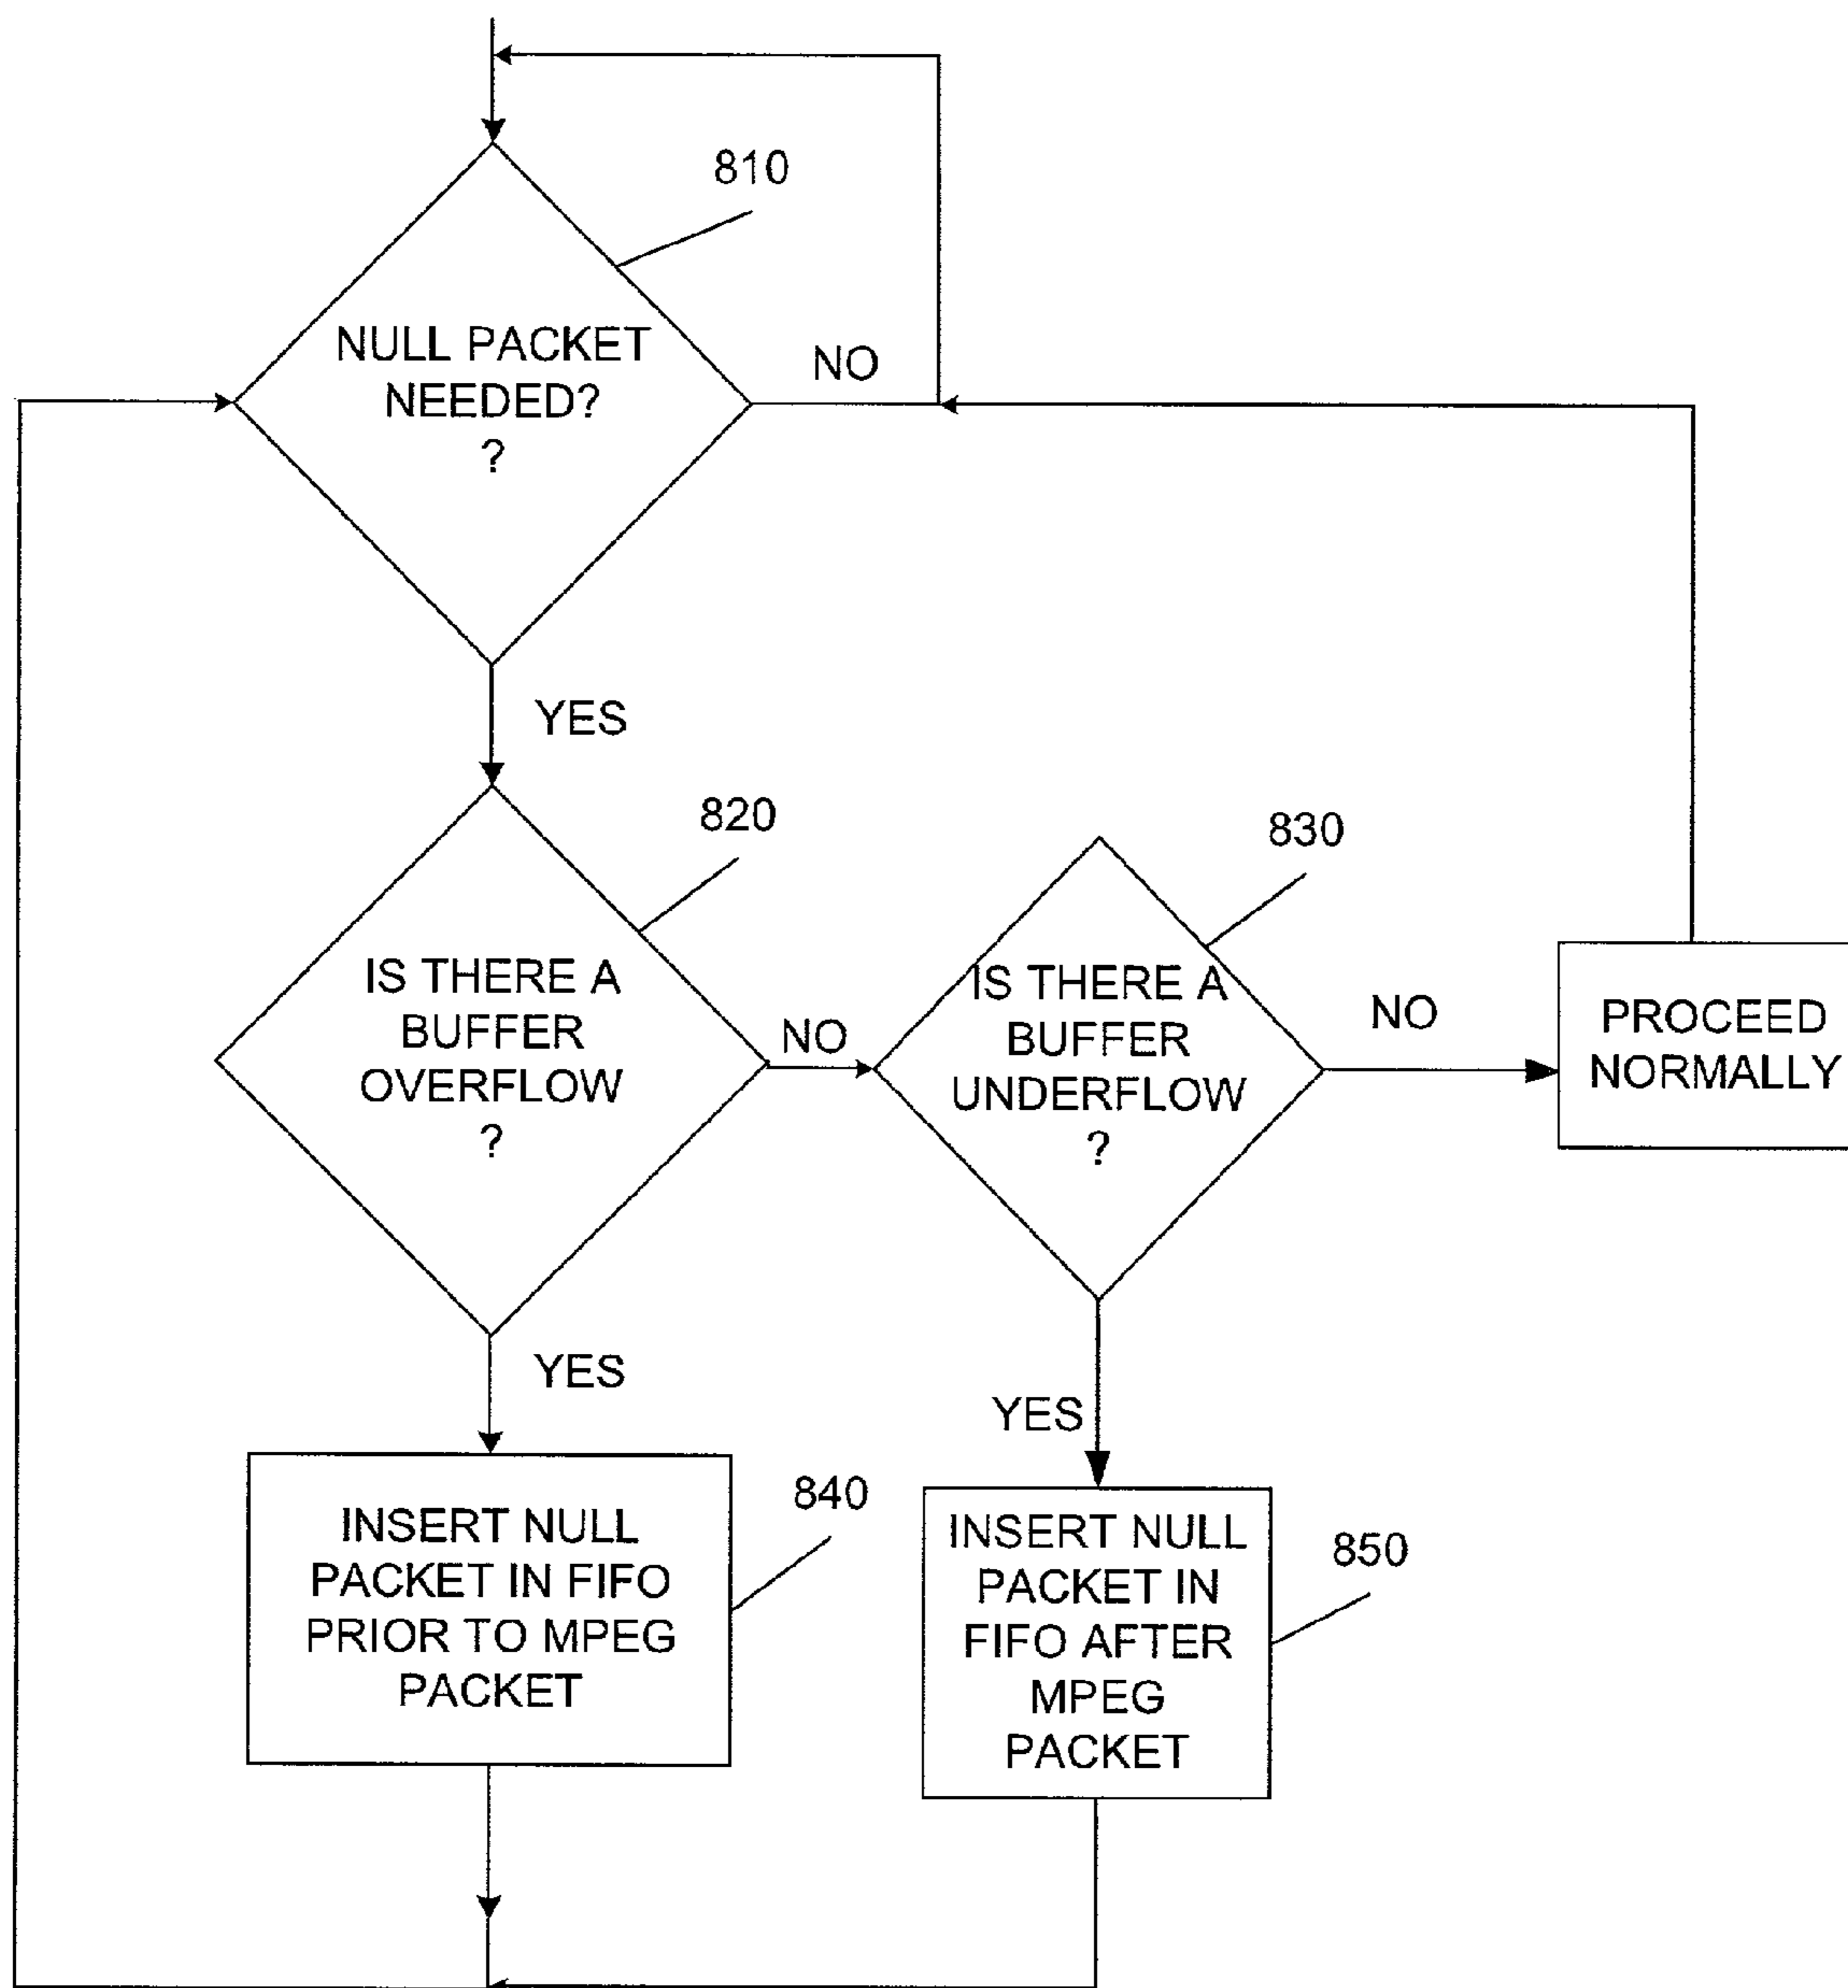 810
NULL PACKET
NEEDED?
?
NO
YES
820
IS THERE A
BUFFER
OVERFLOW
?
NO
830
IS THERE A
BUFFER
UNDERFLOW
?
NO
PROCEED
NORMALLY
YES
YES
840
INSERT NULL
PACKET IN FIFO
PRIOR TO MPEG
PACKET
850
INSERT NULL
PACKET IN
FIFO AFTER
MPEG
PACKET